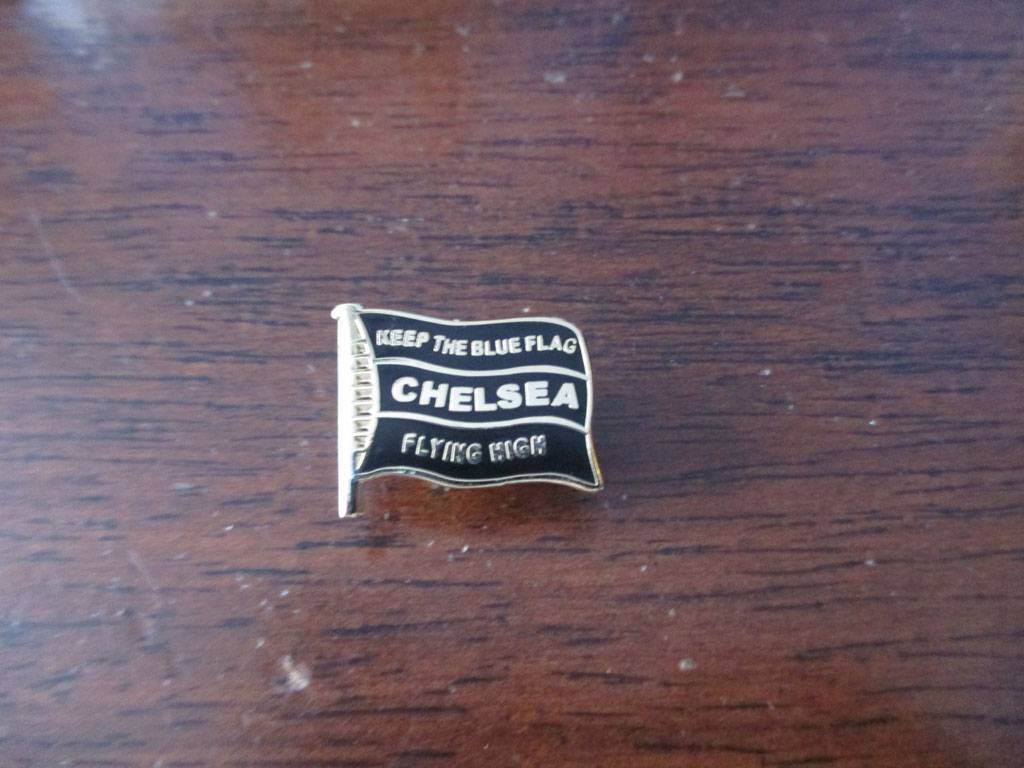 KEEP THE BLUE FLAG
CHELSEA
FLYING HIGH